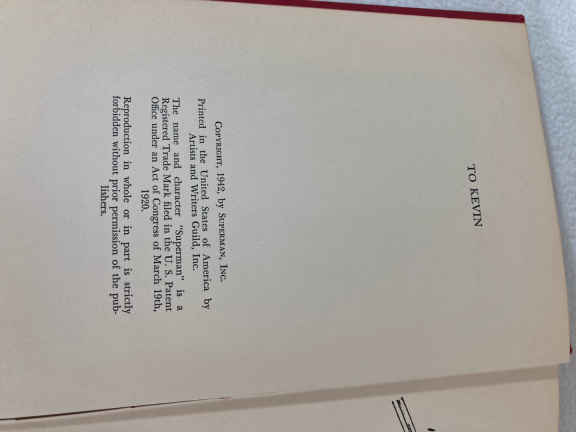 TO KEVIN
Copyright, 1942, by Superman, Inc.
Printed in the United States of America by
Artists and Writers Guild, Inc.
The name and character "Superman" is a
Registered Trade Mark filed in the U. S. Patent
Office under an Act of Congress of March 19th,
1920.
Reproduction in whole or in part is strictly
forbidden without prior permission of the pub-
lishers.